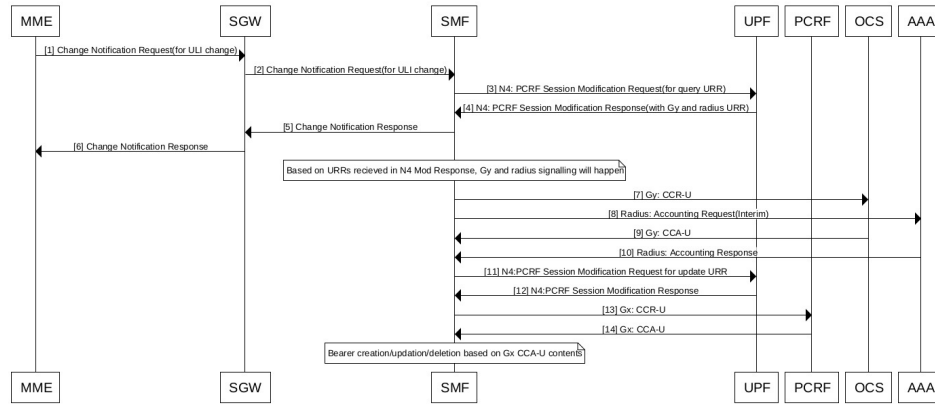 MME SGW SMF UPF PCRF OCS AAA
[1] Change Notification Request(for ULI change)
[2] Change Notification Request(for ULI change)
[3] N4: PCRF Session Modification Request(for query URR)
[4] N4: PCRF Session Modification Response(with Gy and radius URR)
[5] Change Notification Response
[6] Change Notification Response
Based on URRs recieved in N4 Mod Response, Gy and radius signalling will happen
[7] Gy: CCR-U
[8] Radius: Accounting Request(Interim)
[9] Gy: CCA-U
[10] Radius: Accounting Response
[11] N4:PCRF Session Modification Request for update URR
[12] N4:PCRF Session Modification Response
[13] Gx: CCR-U
[14] Gx: CCA-U
Bearer creation/updation/deletion based on Gx CCA-U contents
MME SGW SMF UPF PCRF OCS AAA